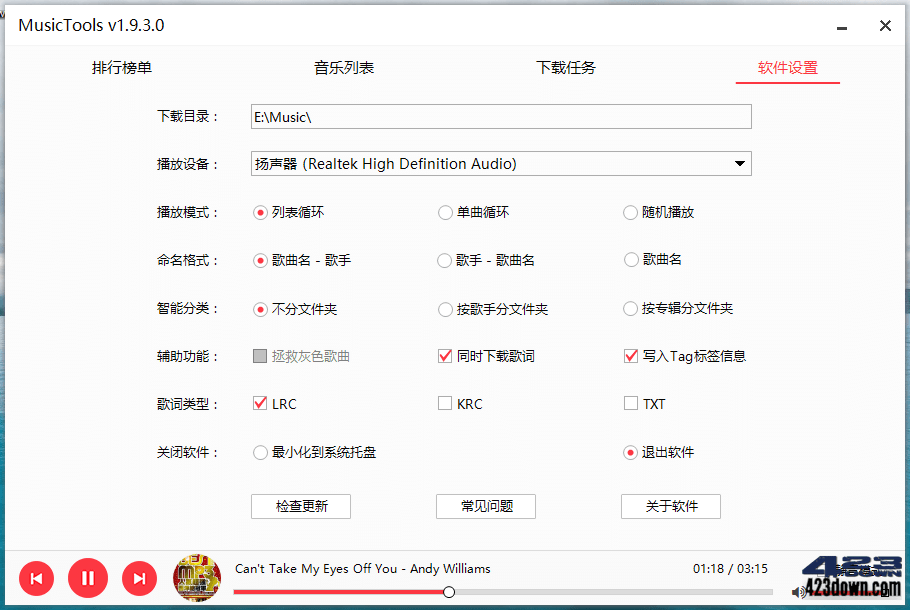 MusicTools v1.9.3.0
排行榜单 音乐列表 下载任务 软件设置
下载目录： E:\Music\
播放设备： 扬声器 (Realtek High Definition Audio)
播放模式： 列表循环 单曲循环 随机播放
命名格式： 歌曲名 - 歌手 歌手 - 歌曲名 歌曲名
智能分类： 不分文件夹 按歌手分文件夹 按专辑分文件夹
辅助功能： 拯救灰色歌曲 同时下载歌词 写入Tag标签信息
歌词类型： LRC KRC TXT
关闭软件： 最小化到系统托盘 退出软件
检查更新 常见问题 关于软件
MP3
Can't Take My Eyes Off You - Andy Williams 01:18 / 03:15
423
423down.com